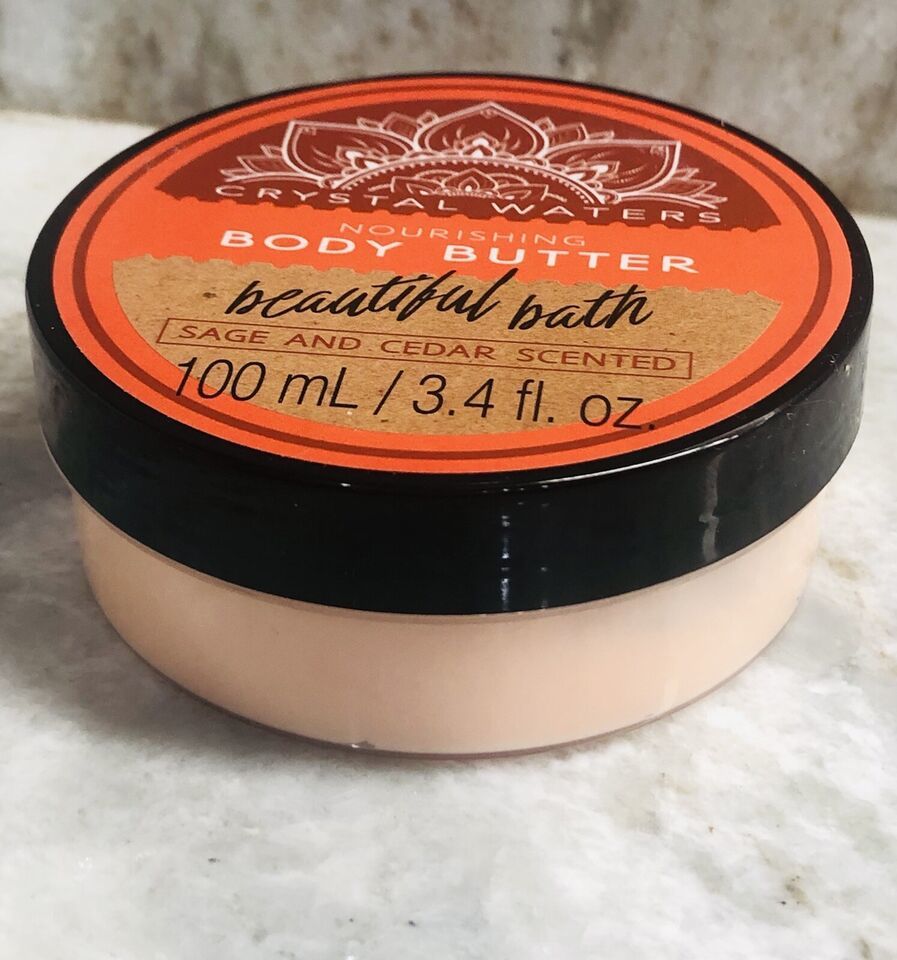 CRYSTAL WATERS
NOURISHING
BODY BUTTER
beautiful bath
SAGE AND CEDAR SCENTED
100 mL / 3.4 fl. oz.